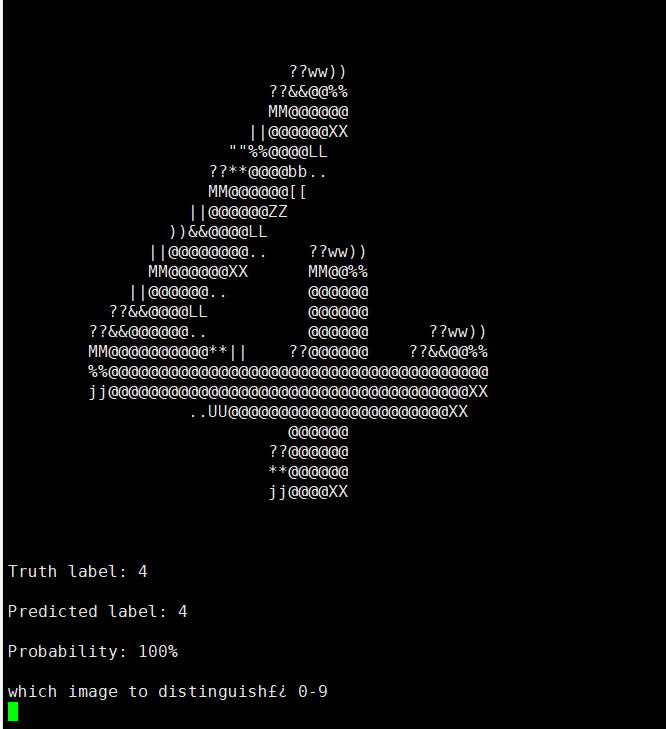 ??ww))
??&&@@%%
MM@@@@@@
||@@@@@@XX
""%%@@@@LL
??**@@@@bb..
MM@@@@@@[[
||@@@@@@ZZ
))&&@@@@LL
||@@@@@@@@..    ??ww))
MM@@@@@@XX      MM@@%%
||@@@@@@..        @@@@@@
??&&@@@@LL          @@@@@@
??&&@@@@@@..          @@@@@@      ??ww))
MM@@@@@@@@@@**||    ??@@@@@@    ??&&@@%%
%%@@@@@@@@@@@@@@@@@@@@@@@@@@@@@@@@@@@@@@
jj@@@@@@@@@@@@@@@@@@@@@@@@@@@@@@@@@@@@XX
..UU@@@@@@@@@@@@@@@@@@@@@@XX
@@@@@@
??@@@@@@
**@@@@@@
jj@@@@XX
Truth label: 4
Predicted label: 4
Probability: 100%
which image to distinguish£¿ 0-9